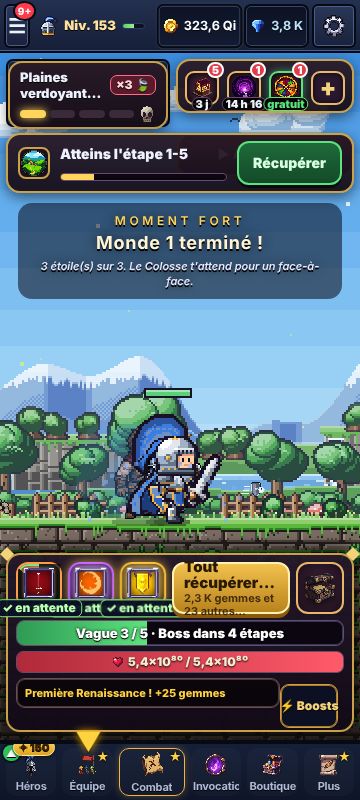 9+
Niv. 153
323,6 Qi
3,8 K
Plaines
verdoyant...
×3
5
1
1
3 j
14 h 16
gratuit
+
Atteins l'étape 1-5
Récupérer
MOMENT FORT
Monde 1 terminé !
3 étoile(s) sur 3. Le Colosse t'attend pour un face-à-
face.
✓ en attente
att
✓ en attent
Tout
récupérer...
2,3 K gemmes et
23 autres...
Vague 3 / 5 · Boss dans 4 étapes
5,4×10⁸⁰ / 5,4×10⁸⁰
Première Renaissance ! +25 gemmes
Boosts
160
Héros
Équipe
Combat
Invocatic
Boutique
Plus